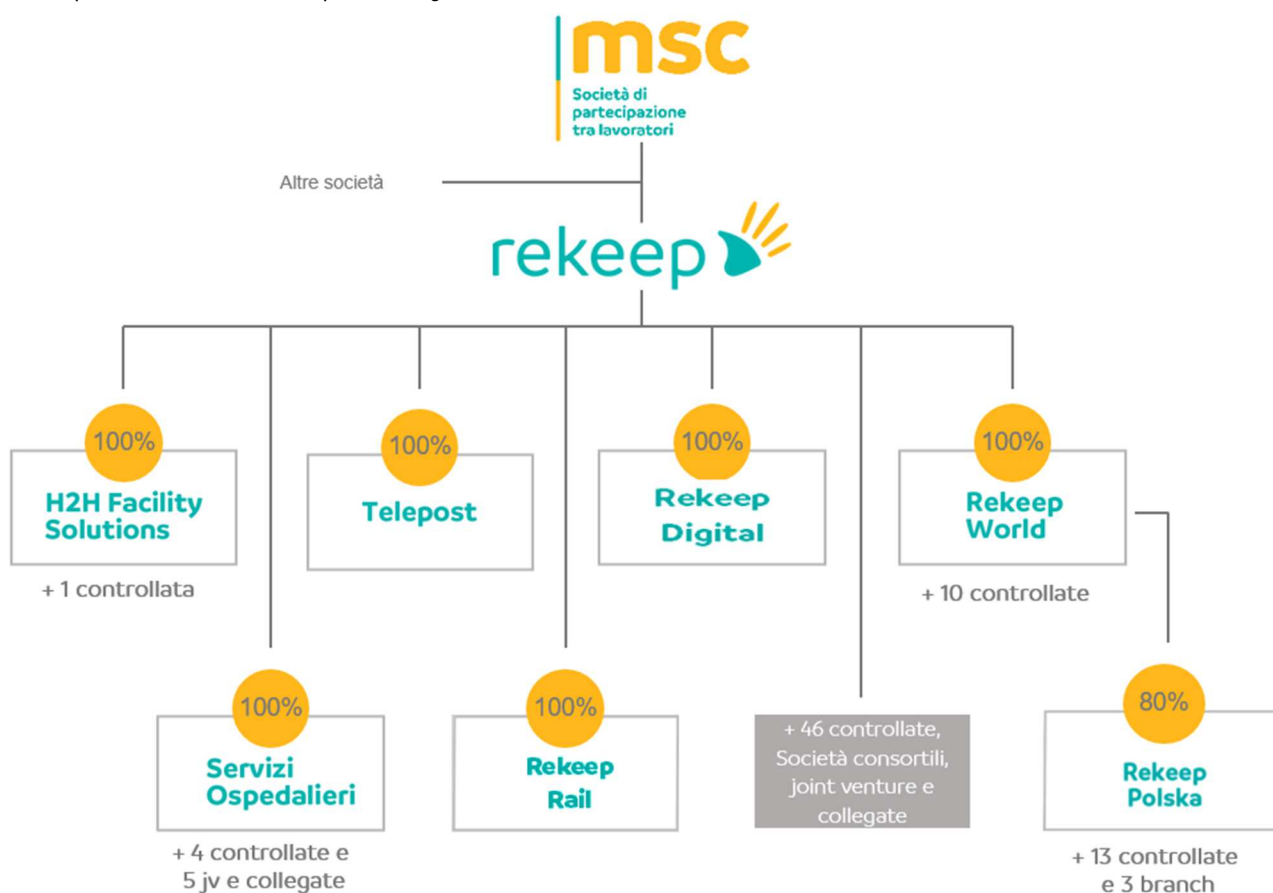 msc
Società di
partecipazione
tra lavoratori
Altre società
rekeep
100%
H2H Facility
Solutions
+ 1 controllata
100%
Telepost
100%
Rekeep
Digital
100%
Rekeep
World
+ 10 controllate
100%
Servizi
Ospedalieri
+ 4 controllate e
5 jv e collegate
100%
Rekeep
Rail
+ 46 controllate,
Società consortili,
joint venture e
collegate
80%
Rekeep
Polska
+ 13 controllate
e 3 branch